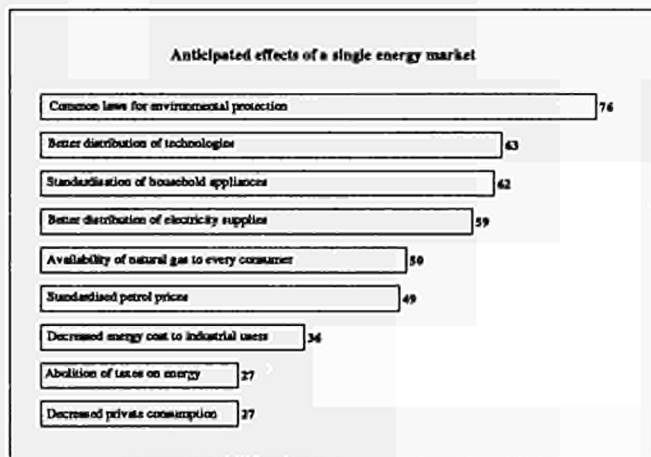 Anticipated effects of a single energy market
Common laws for environmental protection 76
Better distribution of technologies 63
Standardisation of household appliances 62
Better distribution of electricity supplies 59
Availability of natural gas to every consumer 50
Standardised petrol prices 49
Decreased energy cost to industrial users 36
Abolition of taxes on energy 27
Decreased private consumption 27